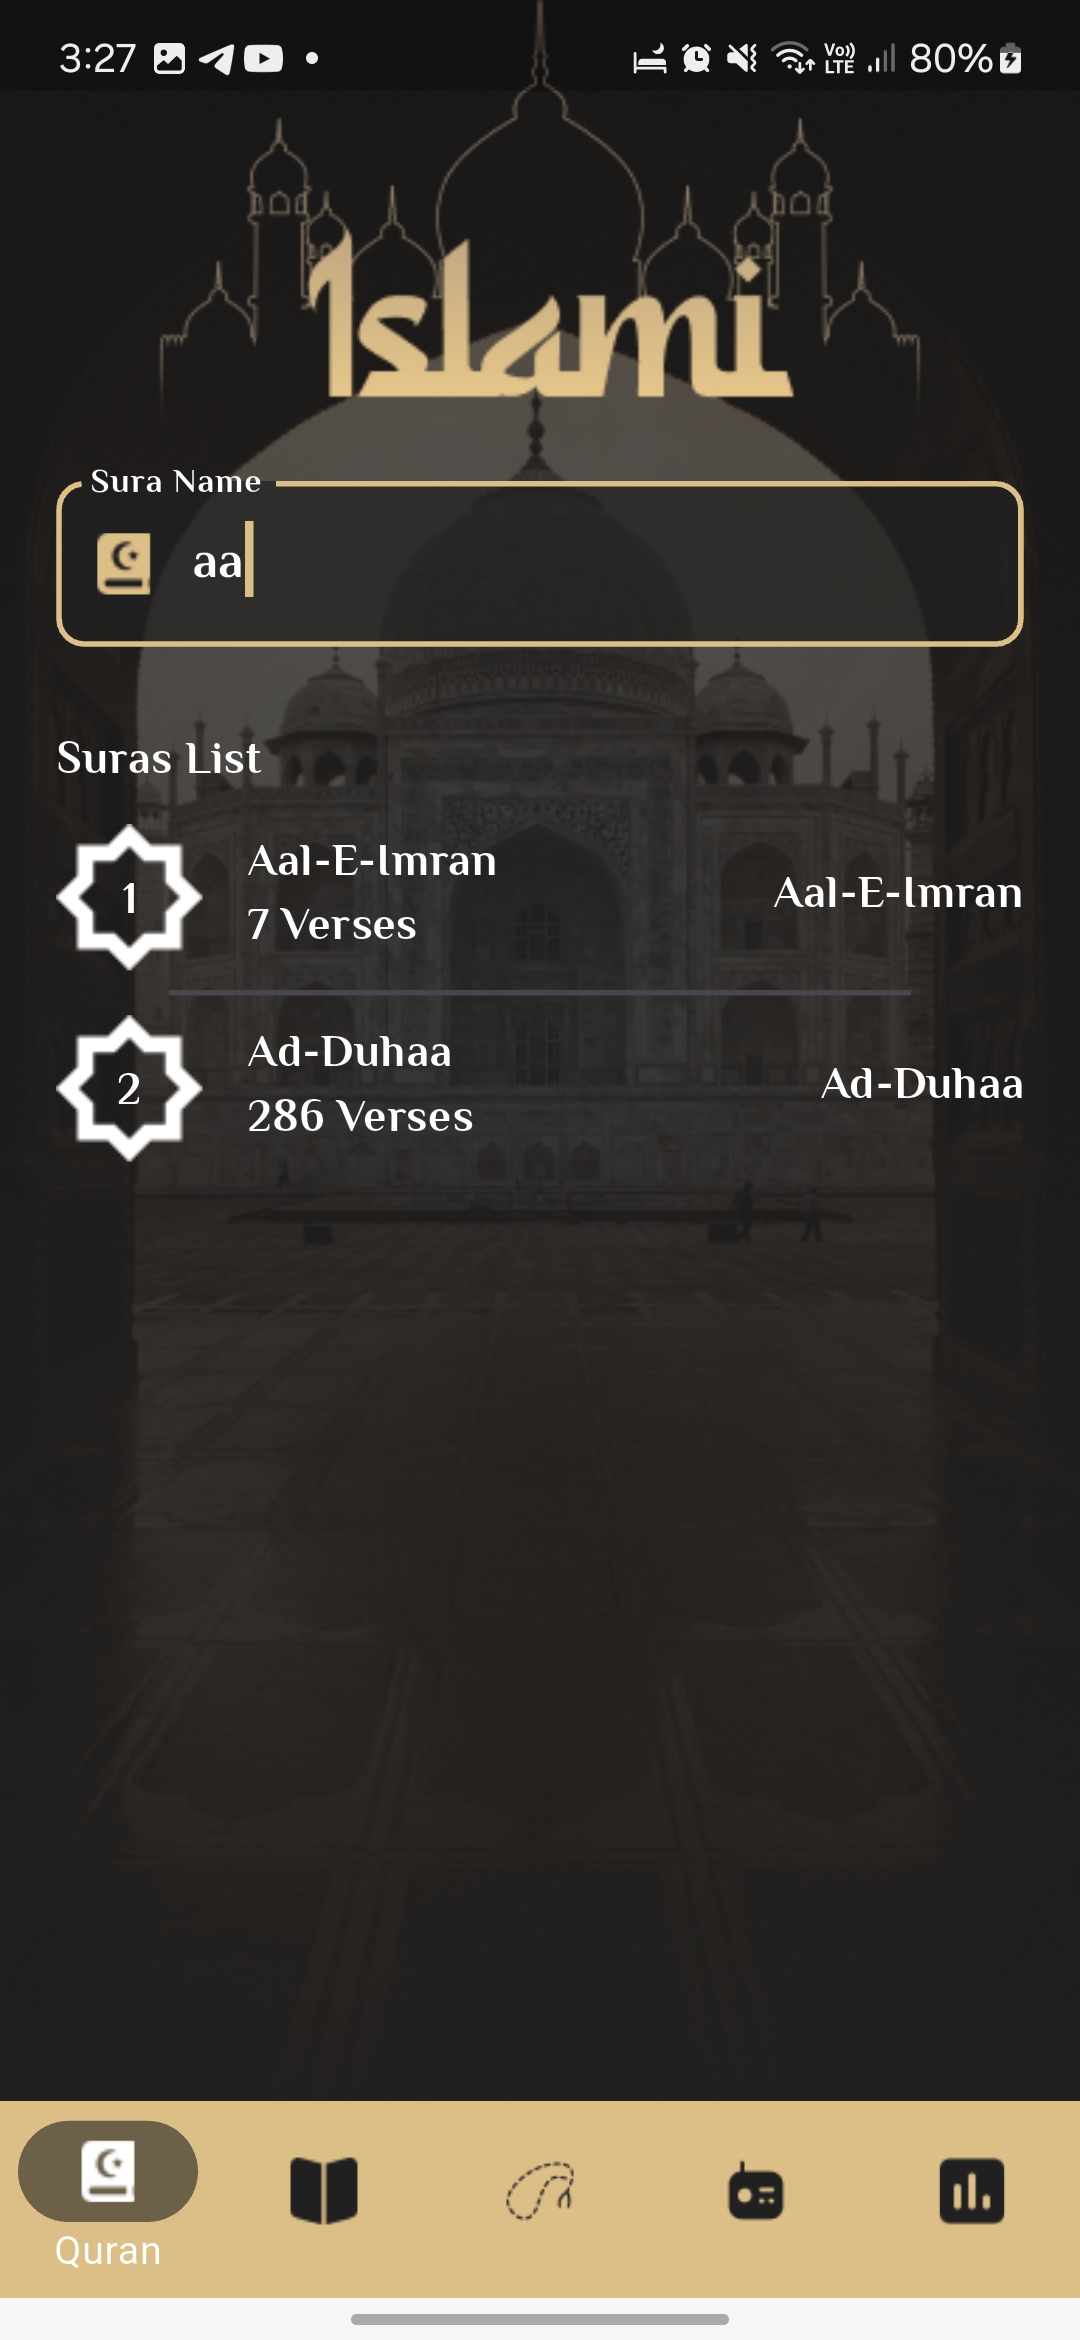 3:27
Vo)) LTE
80%
Islami
Sura Name
aa
Suras List
1
Aal-E-Imran
7 Verses
Aal-E-Imran
2
Ad-Duhaa
286 Verses
Ad-Duhaa
Quran